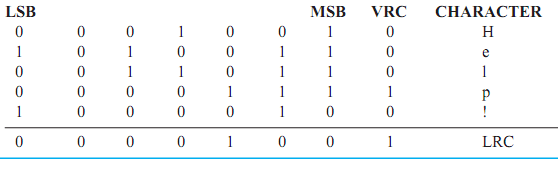 LSB MSB VRC CHARACTER
0 0 0 1 0 0 1 0 H
1 0 1 0 0 1 1 0 e
0 0 1 1 0 1 1 0 l
0 0 0 0 1 1 1 1 p
1 0 0 0 0 1 0 0 !
0 0 0 0 1 0 0 1 LRC